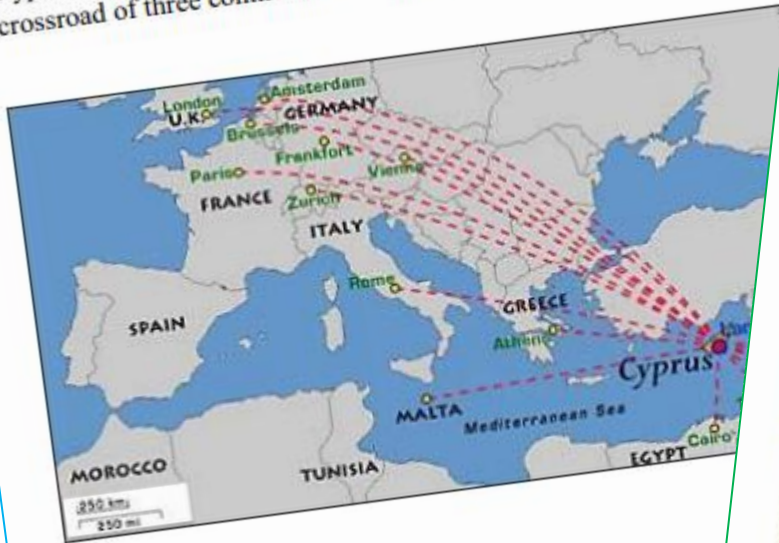 crossroad of three
London
Amsterdam
U.K.
GERMANY
Brussels
Frankfort
Vienna
Paris
FRANCE
Zurich
ITALY
Rome
GREECE
SPAIN
Athens
Cyprus
MALTA
Mediterranean Sea
Cairo
EGYPT
MOROCCO
TUNISIA
250 km
250 mi